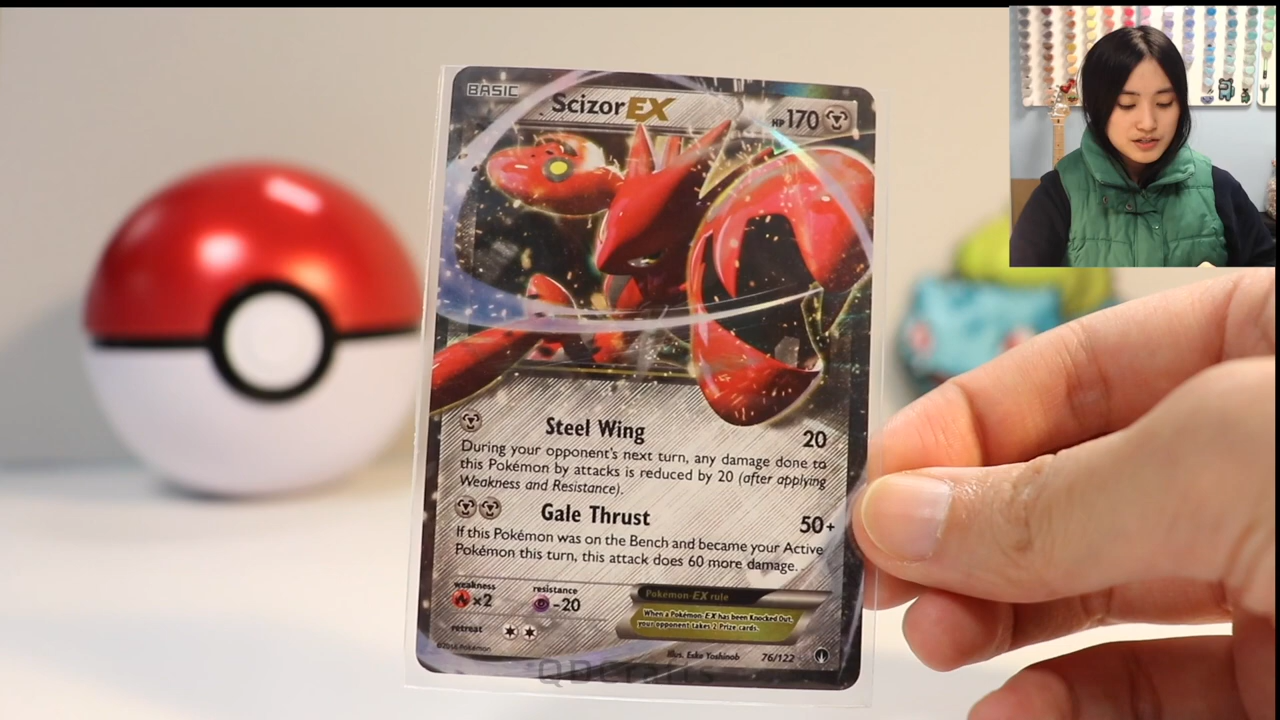 BASIC
Scizor EX
HP 170
Steel Wing 20
During your opponent's next turn, any damage done to
this Pokémon by attacks is reduced by 20 (after applying
Weakness and Resistance).
Gale Thrust 50+
If this Pokémon was on the Bench and became your Active
Pokémon this turn, this attack does 60 more damage.
weakness resistance
×2 -20
Pokémon-EX rule
When a Pokémon-EX has been Knocked Out,
your opponent takes 2 Prize cards.
retreat
©2016 Pokémon
Illus. Eske Yoshinob 76/122